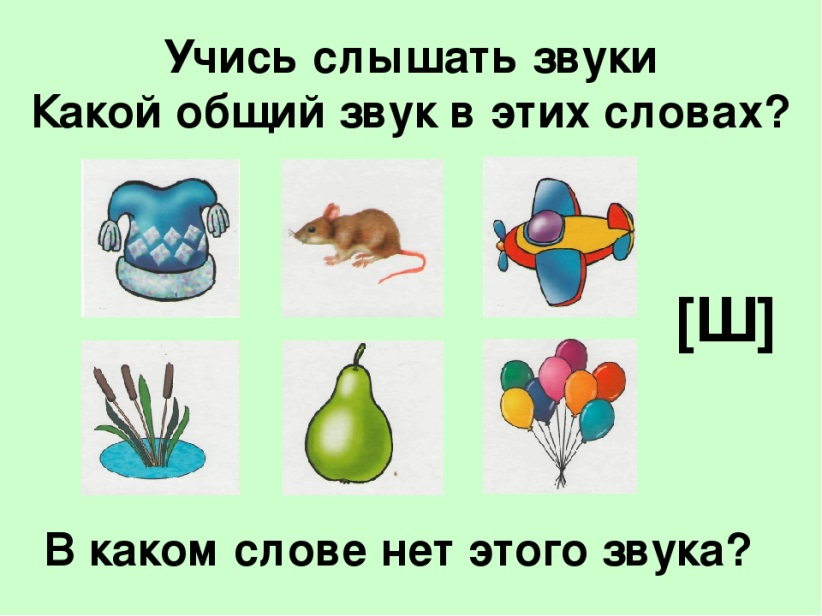 Учись слышать звуки
Какой общий звук в этих словах?
[Ш]
В каком слове нет этого звука?